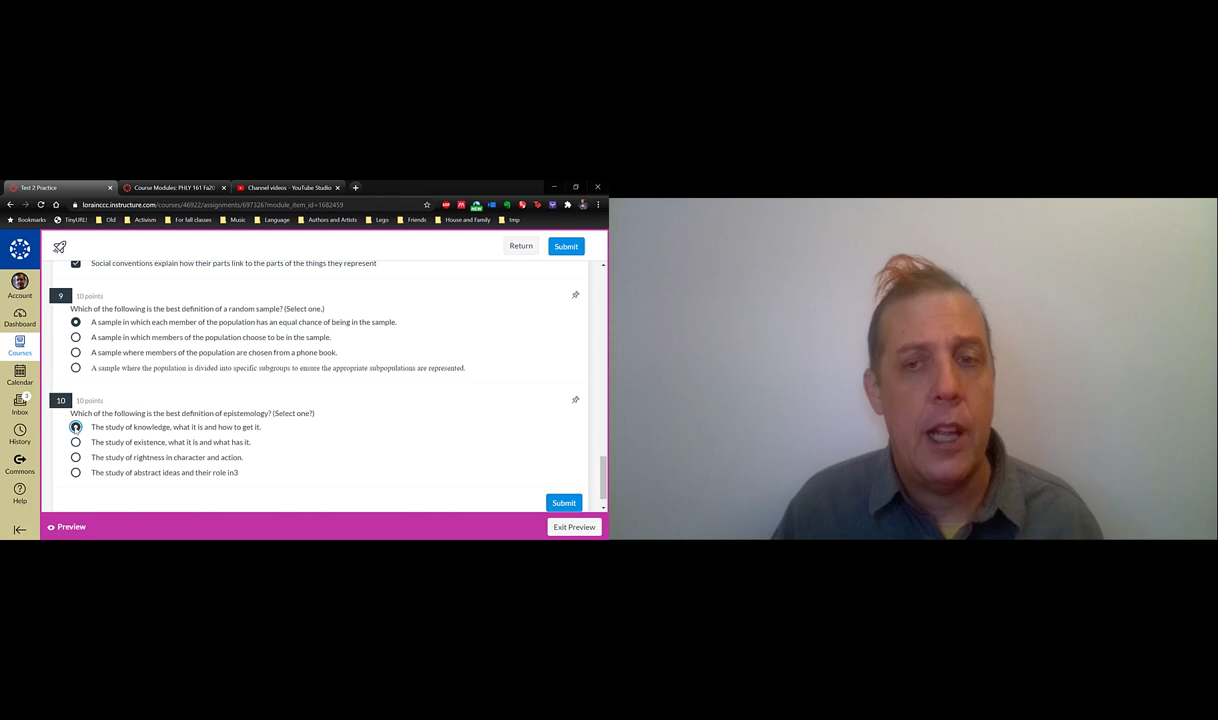 Test 2 Practice
Course Modules: PHLY 161 Fa20
Channel videos - YouTube Studio
lorainccc.instructure.com/courses/46922/assignments/697326?module_item_id=1682459
Bookmarks TinyURL! Old Activism For fall classes Music Language Authors and Artists Lego Friends House and Family tmp
Return
Submit
Account
Dashboard
Courses
Calendar
3
Inbox
History
Commons
Help
Social conventions explain how their parts link to the parts of the things they represent
9 10 points
Which of the following is the best definition of a random sample? (Select one.)
A sample in which each member of the population has an equal chance of being in the sample.
A sample in which members of the population choose to be in the sample.
A sample where members of the population are chosen from a phone book.
A sample where the population is divided into specific subgroups to ensure the appropriate subpopulations are represented.
10 10 points
Which of the following is the best definition of epistemology? (Select one?)
The study of knowledge, what it is and how to get it.
The study of existence, what it is and what has it.
The study of rightness in character and action.
The study of abstract ideas and their role in3
Submit
Preview
Exit Preview